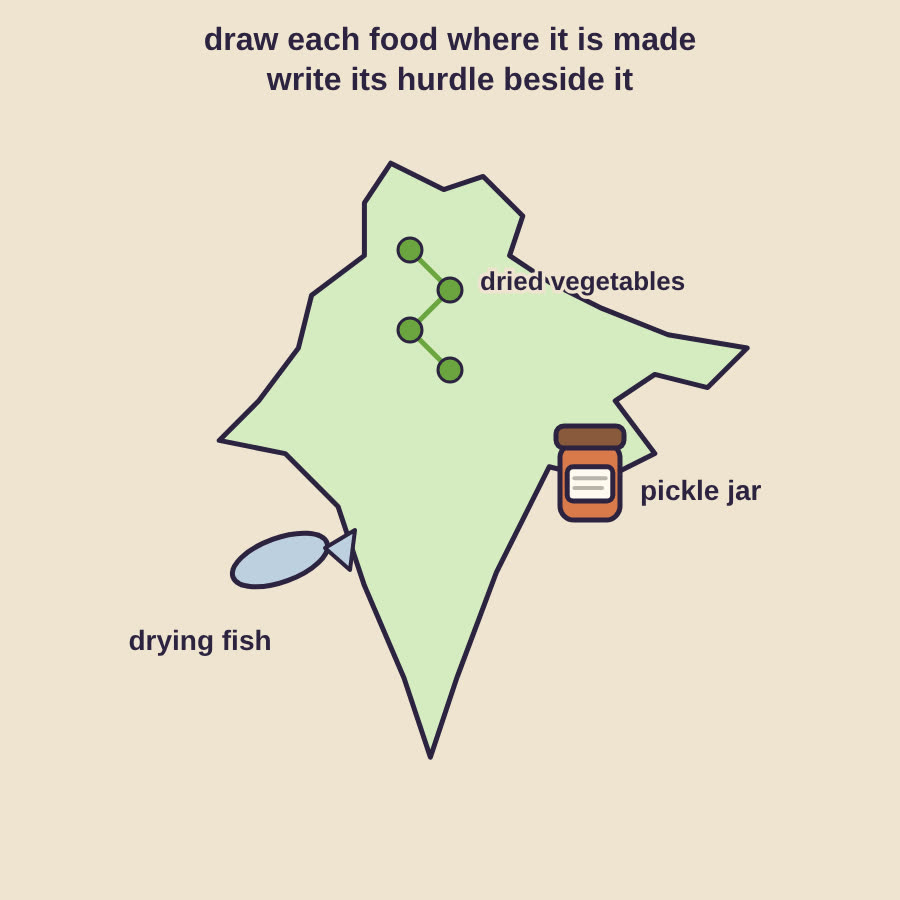 draw each food where it is made
write its hurdle beside it
dried vegetables
pickle jar
drying fish